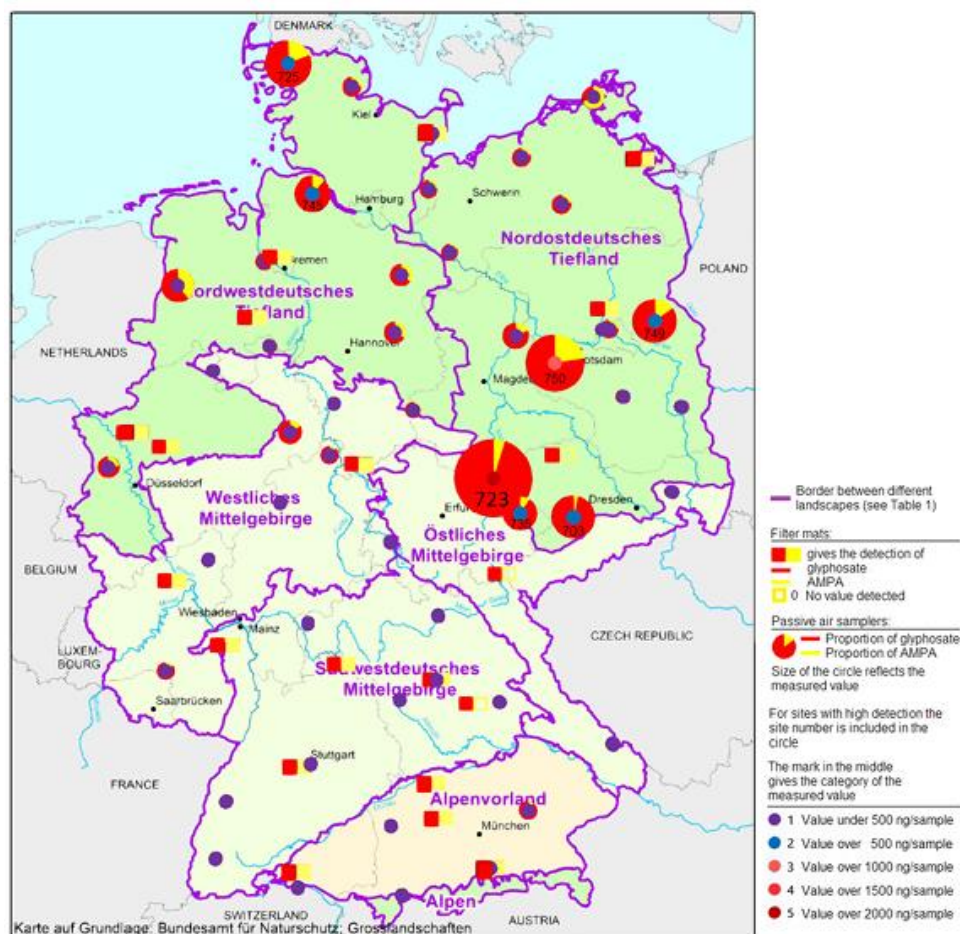 DENMARK
725
Kiel
Schwerin
Hamburg
745
Nordostdeutsches
Tiefland
POLAND
Bremen
Nordwestdeutsches
Tiefland
749
NETHERLANDS
Hannover
Potsdam
750
Magde
Düsseldorf
723
Westliches
Mittelgebirge
Erfu
735
703
Dresden
Östliches
Mittelgebirge
BELGIUM
Wiesbaden
Mainz
CZECH REPUBLIC
LUXEM-
BOURG
Südwestdeutsches
Mittelgebirge
Saarbrücken
Stuttgart
FRANCE
Alpenvorland
München
SWITZERLAND
Alpen
AUSTRIA
Karte auf Grundlage: Bundesamt für Naturschutz; Grosslandschaften
Border between different
landscapes (see Table 1)
Filter mats:
gives the detection of
glyphosate
AMPA
0 No value detected
Passive air samplers:
Proportion of glyphosate
Proportion of AMPA
Size of the circle reflects the
measured value
For sites with high detection the
site number is included in the
circle
The mark in the middle
gives the category of the
measured value
1 Value under 500 ng/sample
2 Value over 500 ng/sample
3 Value over 1000 ng/sample
4 Value over 1500 ng/sample
5 Value over 2000 ng/sample